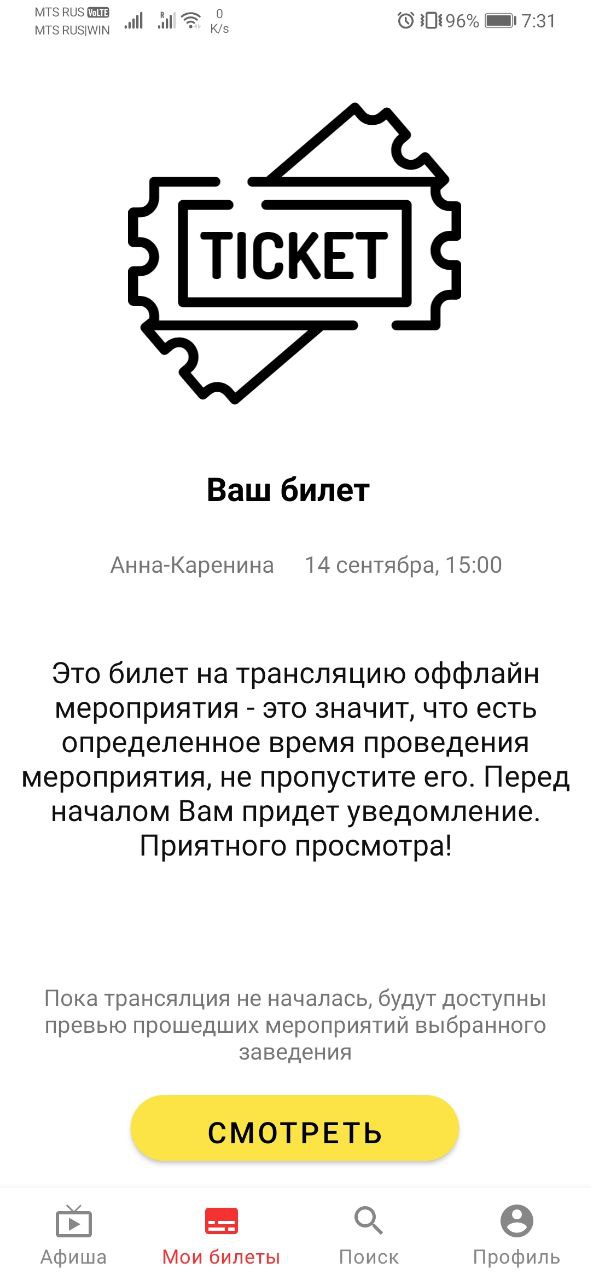 MTS RUS VoLTE
MTS RUS|WIN
R
0
K/s
96%
7:31
TICKET
Ваш билет
Анна-Каренина 14 сентября, 15:00
Это билет на трансляцию оффлайн
мероприятия - это значит, что есть
определенное время проведения
мероприятия, не пропустите его. Перед
началом Вам придет уведомление.
Приятного просмотра!
Пока трансялция не началась, будут доступны
превью прошедших мероприятий выбранного
заведения
СМОТРЕТЬ
Афиша Мои билеты Поиск Профиль